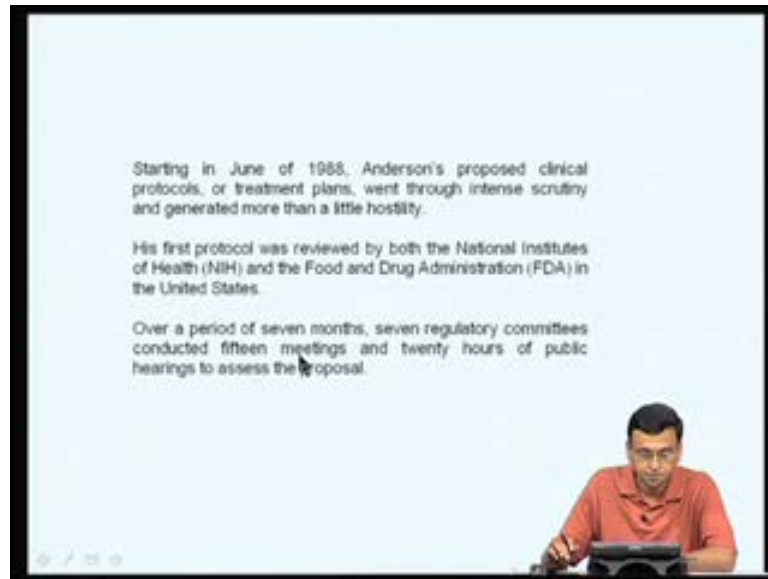 Starting in June of 1988, Anderson's proposed clinical
protocols, or treatment plans, went through intense scrutiny
and generated more than a little hostility.
His first protocol was reviewed by both the National Institutes
of Health (NIH) and the Food and Drug Administration (FDA) in
the United States.
Over a period of seven months, seven regulatory committees
conducted fifteen meetings and twenty hours of public
hearings to assess the proposal.